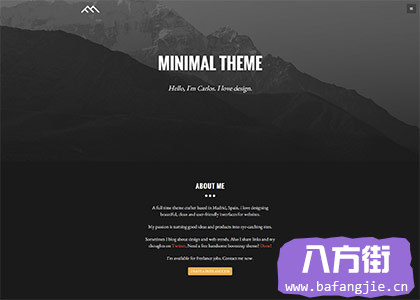 MINIMAL THEME
Hello, I'm Carlos. I love design.
ABOUT ME
A full time theme crafter based in Madrid, Spain. I love designing
beautiful, clean and user-friendly interfaces for websites.
My passion is turning good ideas and products into eye-catching sites.
Sometimes I blog about design and web trends. Also I share links and my
thoughts on Twitter. Need a free handsome bootstrap theme? Done!
I'm available for freelance jobs. Contact me now.
八方街
www.bafangjie.cn